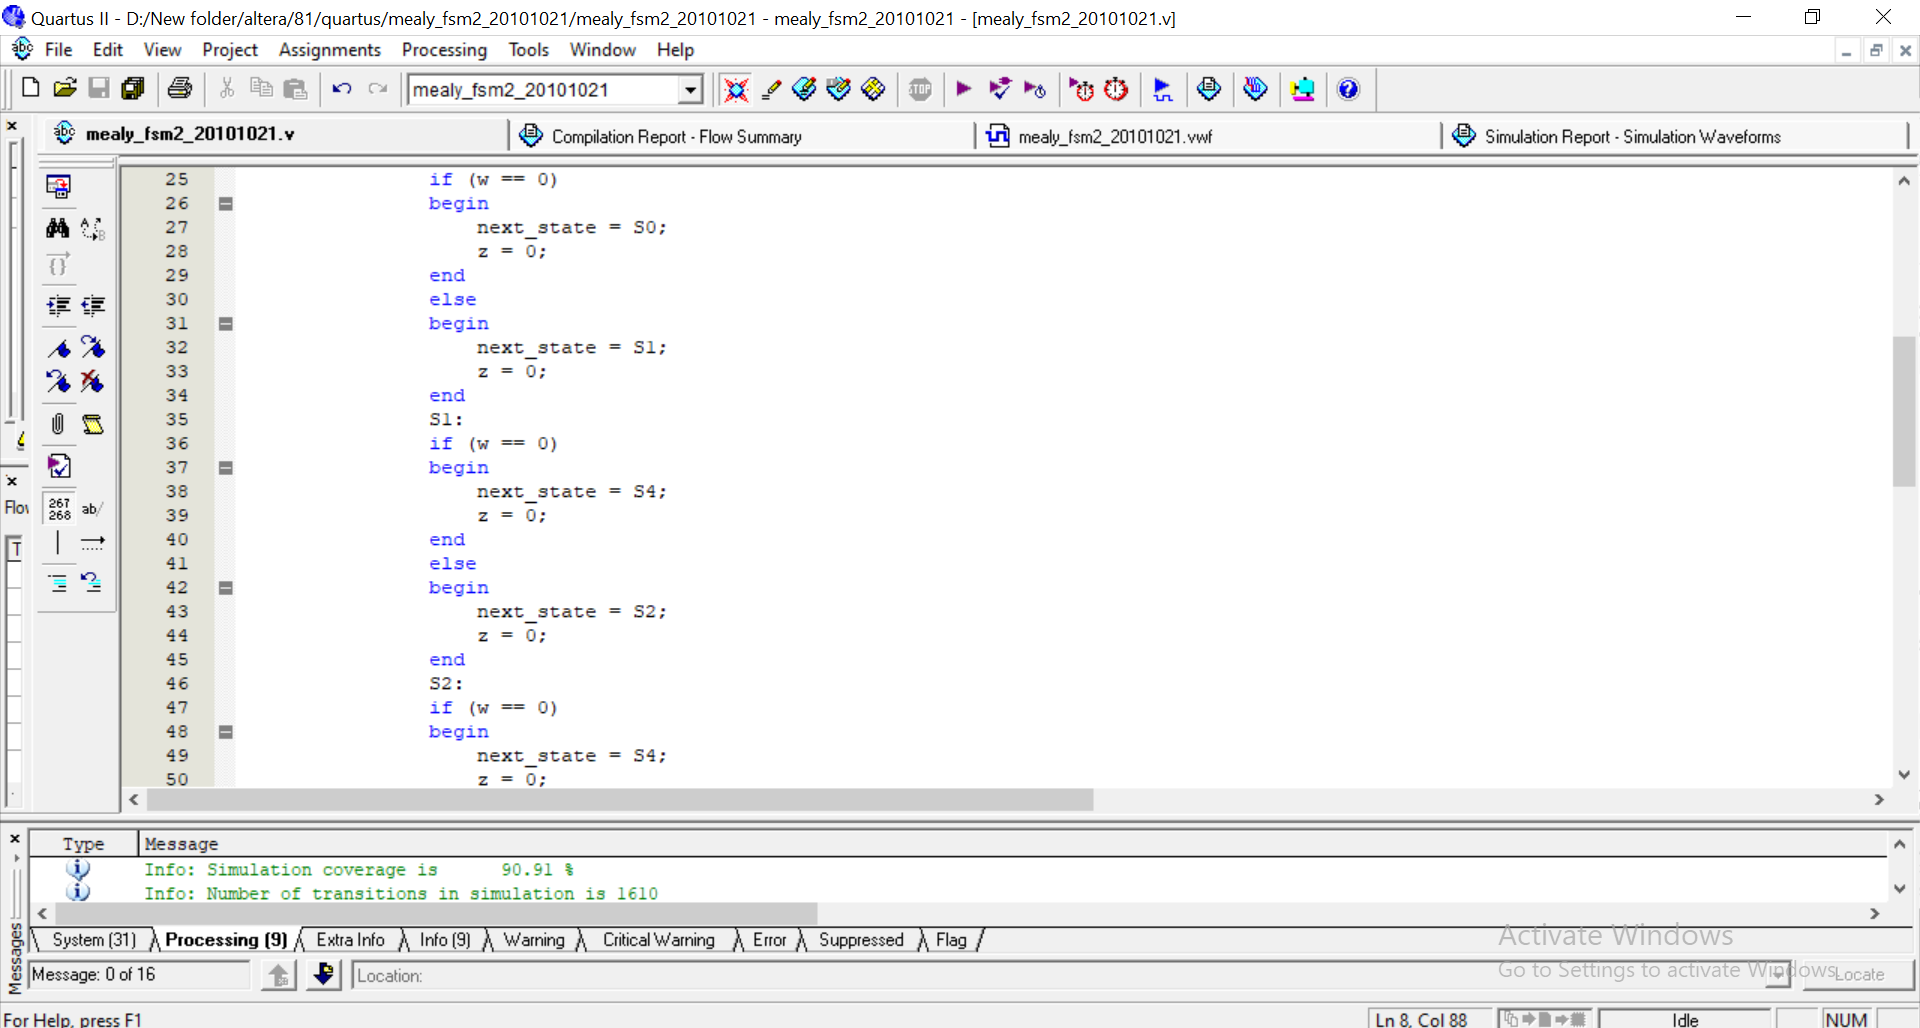 Quartus II - D:/New folder/altera/81/quartus/mealy_fsm2_20101021/mealy_fsm2_20101021 - mealy_fsm2_20101021 - [mealy_fsm2_20101021.v]
File Edit View Project Assignments Processing Tools Window Help
mealy_fsm2_20101021
STOP
mealy_fsm2_20101021.v
Compilation Report - Flow Summary
mealy_fsm2_20101021.vwf
Simulation Report - Simulation Waveforms
25 if (w == 0)
26 begin
27 next_state = S0;
28 z = 0;
29 end
30 else
31 begin
32 next_state = S1;
33 z = 0;
34 end
35 S1:
36 if (w == 0)
37 begin
38 next_state = S4;
39 z = 0;
40 end
41 else
42 begin
43 next_state = S2;
44 z = 0;
45 end
46 S2:
47 if (w == 0)
48 begin
49 next_state = S4;
50 z = 0;
Flo
267
268
ab/
T
Type Message
Info: Simulation coverage is 90.91 %
Info: Number of transitions in simulation is 1610
System (31) Processing (9) Extra Info Info (9) Warning Critical Warning Error Suppressed Flag
Messages
Message: 0 of 16
Location:
Locate
Activate Windows
Go to Settings to activate Windows.
For Help, press F1
Ln 8, Col 88
Idle
NUM